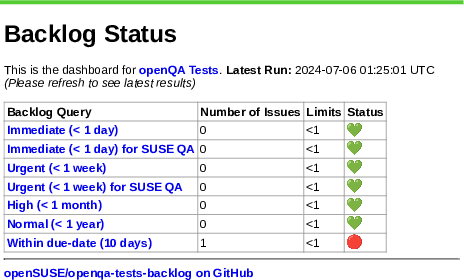 Backlog Status
This is the dashboard for openQA Tests. Latest Run: 2024-07-06 01:25:01 UTC
(Please refresh to see latest results)
Backlog Query Number of Issues Limits Status
Immediate (< 1 day) 0 <1 💚
Immediate (< 1 day) for SUSE QA 0 <1 💚
Urgent (< 1 week) 0 <1 💚
Urgent (< 1 week) for SUSE QA 0 <1 💚
High (< 1 month) 0 <1 💚
Normal (< 1 year) 0 <1 💚
Within due-date (10 days) 1 <1 🔴
openSUSE/openqa-tests-backlog on GitHub